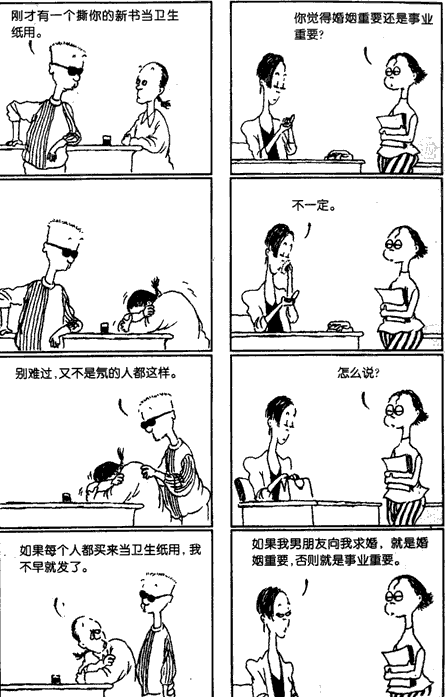 刚才有一个撕你的新书当卫生
纸用。
别难过，又不是氖的人都这样。
如果每个人都买来当卫生纸用，我
不早就发了。
你觉得婚姻重要还是事业
重要？
不一定。
怎么说？
如果我男朋友向我求婚，就是婚
姻重要，否则就是事业重要。